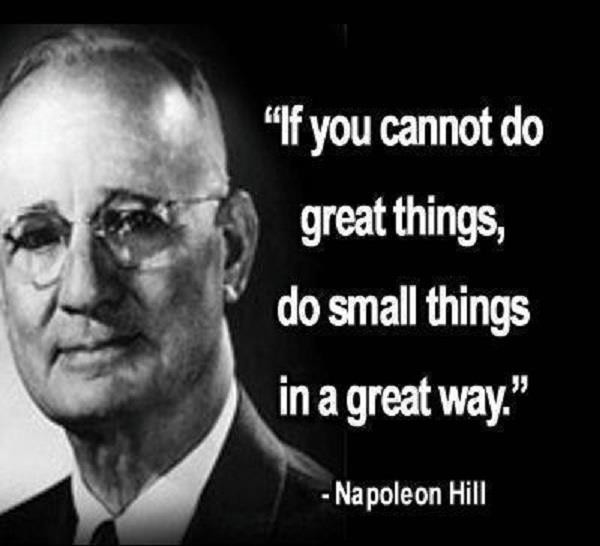 “If you cannot do
great things,
do small things
in a great way.”
- Napoleon Hill